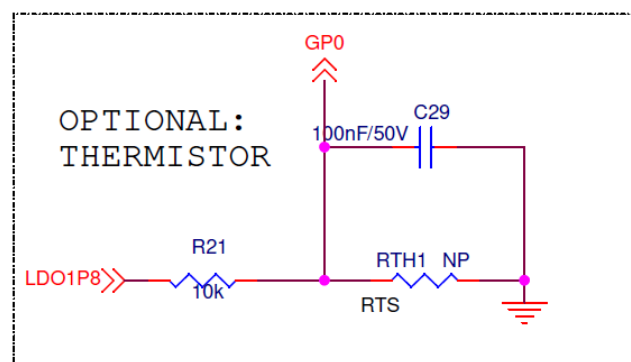 GP0
OPTIONAL:
THERMISTOR
C29
100nF/50V
R21
10k
LDO1P8
RTH1 NP
RTS